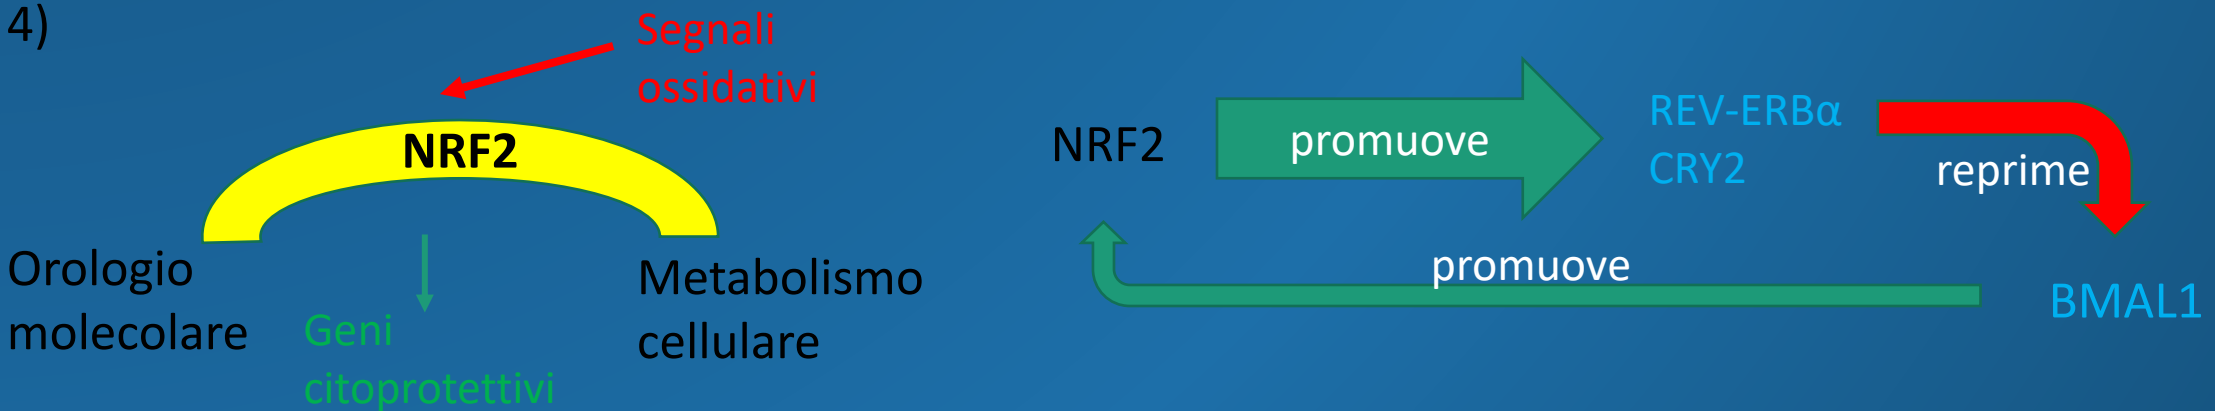 4)
Segnali
ossidativi
NRF2
Orologio
molecolare
Geni
citoprotettivi
Metabolismo
cellulare
NRF2
promuove
REV-ERBα
CRY2
reprime
promuove
BMAL1